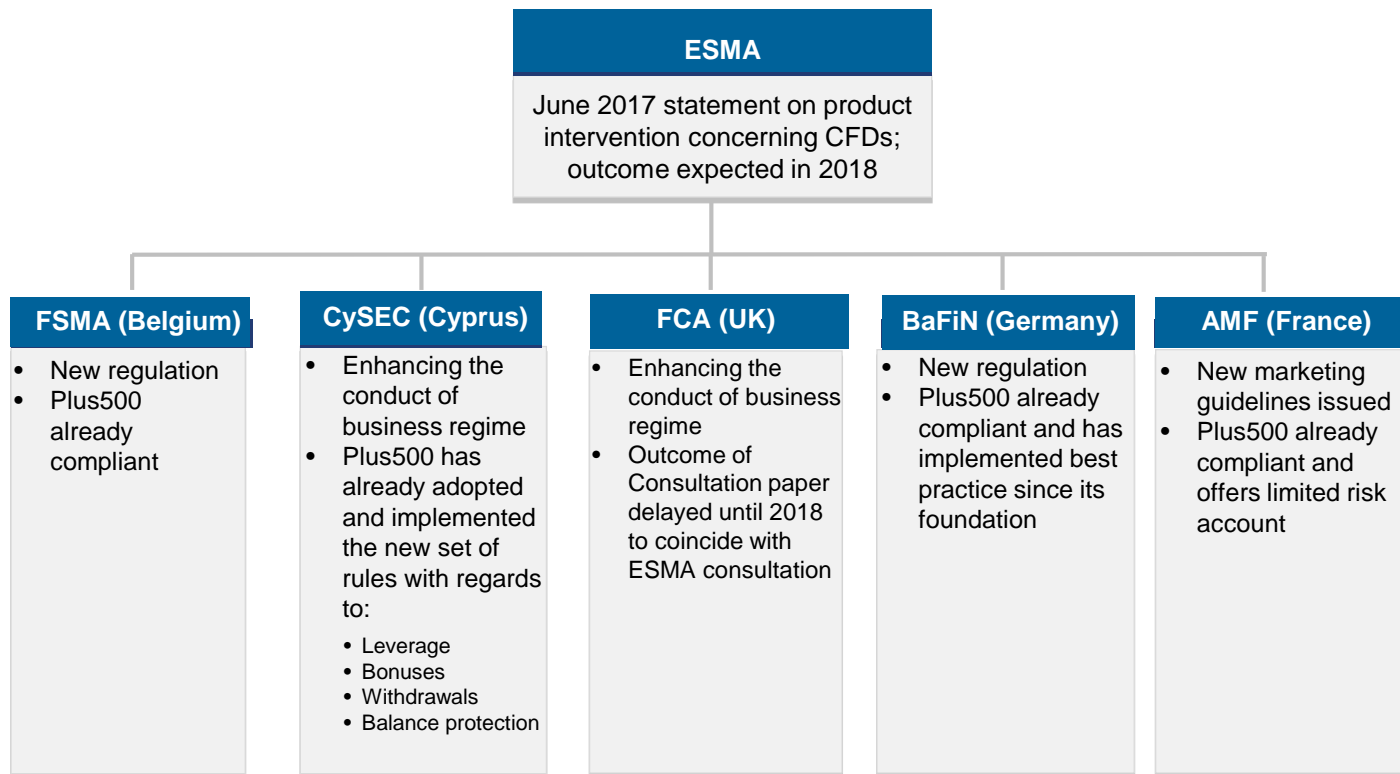 ESMA
June 2017 statement on product
intervention concerning CFDs;
outcome expected in 2018
FSMA (Belgium)
• New regulation
• Plus500
already
compliant
CySEC (Cyprus)
• Enhancing the
conduct of
business regime
• Plus500 has
already adopted
and implemented
the new set of
rules with regards
to:
• Leverage
• Bonuses
• Withdrawals
• Balance protection
FCA (UK)
• Enhancing the
conduct of business
regime
• Outcome of
Consultation paper
delayed until 2018
to coincide with
ESMA consultation
BaFiN (Germany)
• New regulation
• Plus500 already
compliant and has
implemented best
practice since its
foundation
AMF (France)
• New marketing
guidelines issued
• Plus500 already
compliant and
offers limited risk
account